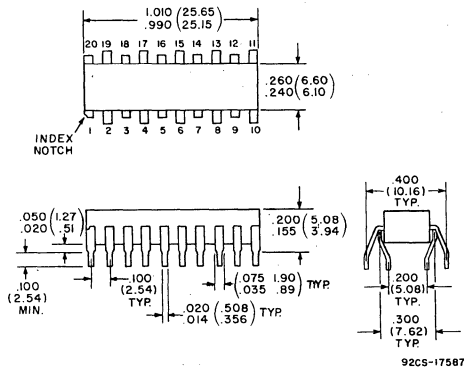 1.010 (25.65)
.990 (25.15)
20 19 18 17 16 15 14 13 12 11
.260 (6.60)
.240 (6.10)
INDEX
NOTCH
1 2 3 4 5 6 7 8 9 10
.050 (1.27)
.020 (.51)
.200 (5.08)
.155 (3.94)
.400
(10.16)
TYP.
.100
(2.54)
MIN.
.100
(2.54)
TYP.
.075 (1.90)
.035 (.89) TYP.
.020 (.508)
.014 (.356) TYP.
.200
(5.08)
TYP.
.300
(7.62)
TYP.
92CS-17587